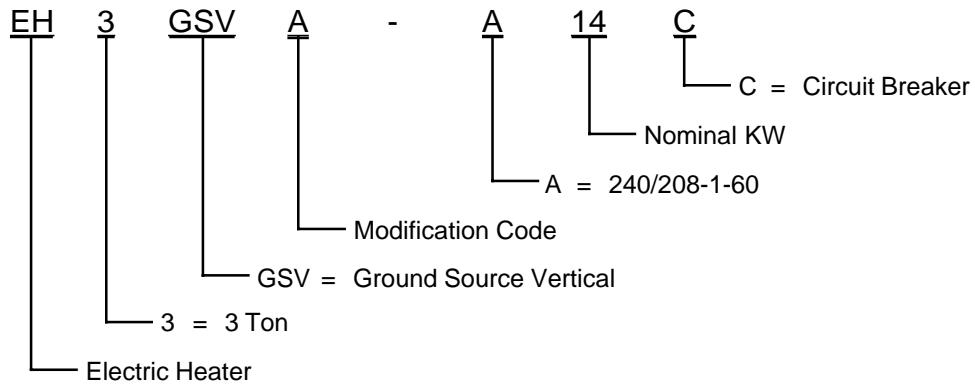 EH 3 GSV A - A 14 C
C = Circuit Breaker
Nominal KW
A = 240/208-1-60
Modification Code
GSV = Ground Source Vertical
3 = 3 Ton
Electric Heater